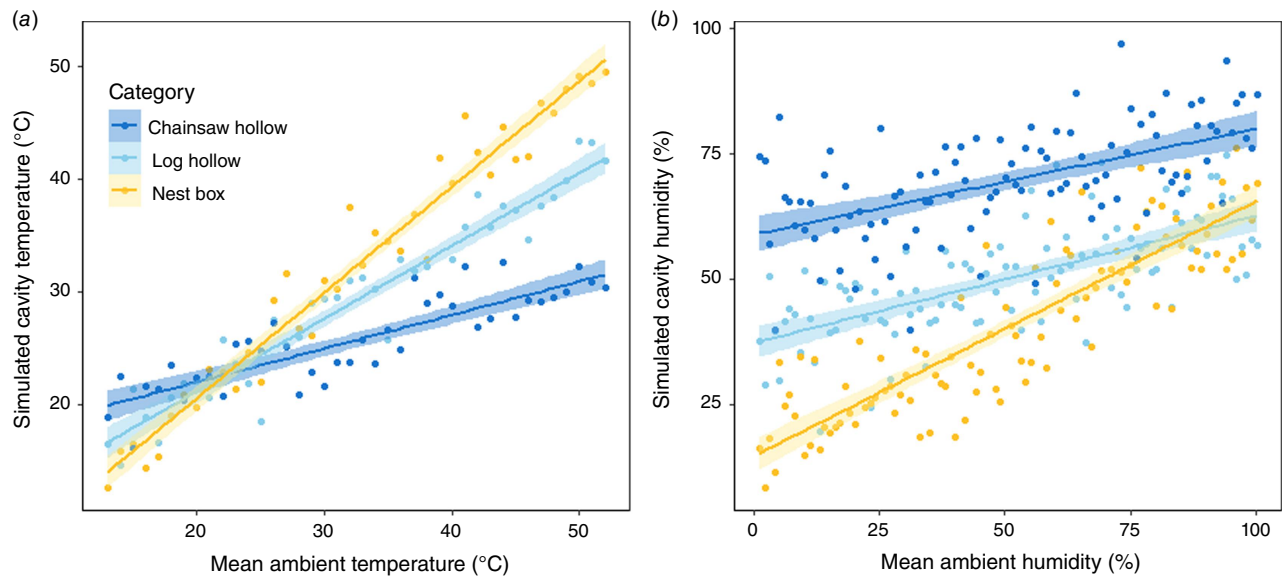 (a)
Simulated cavity temperature (°C)
50
40
30
20
Category
Chainsaw hollow
Log hollow
Nest box
20
30
40
50
Mean ambient temperature (°C)
(b)
Simulated cavity humidity (%)
100
75
50
25
0
25
50
75
100
Mean ambient humidity (%)